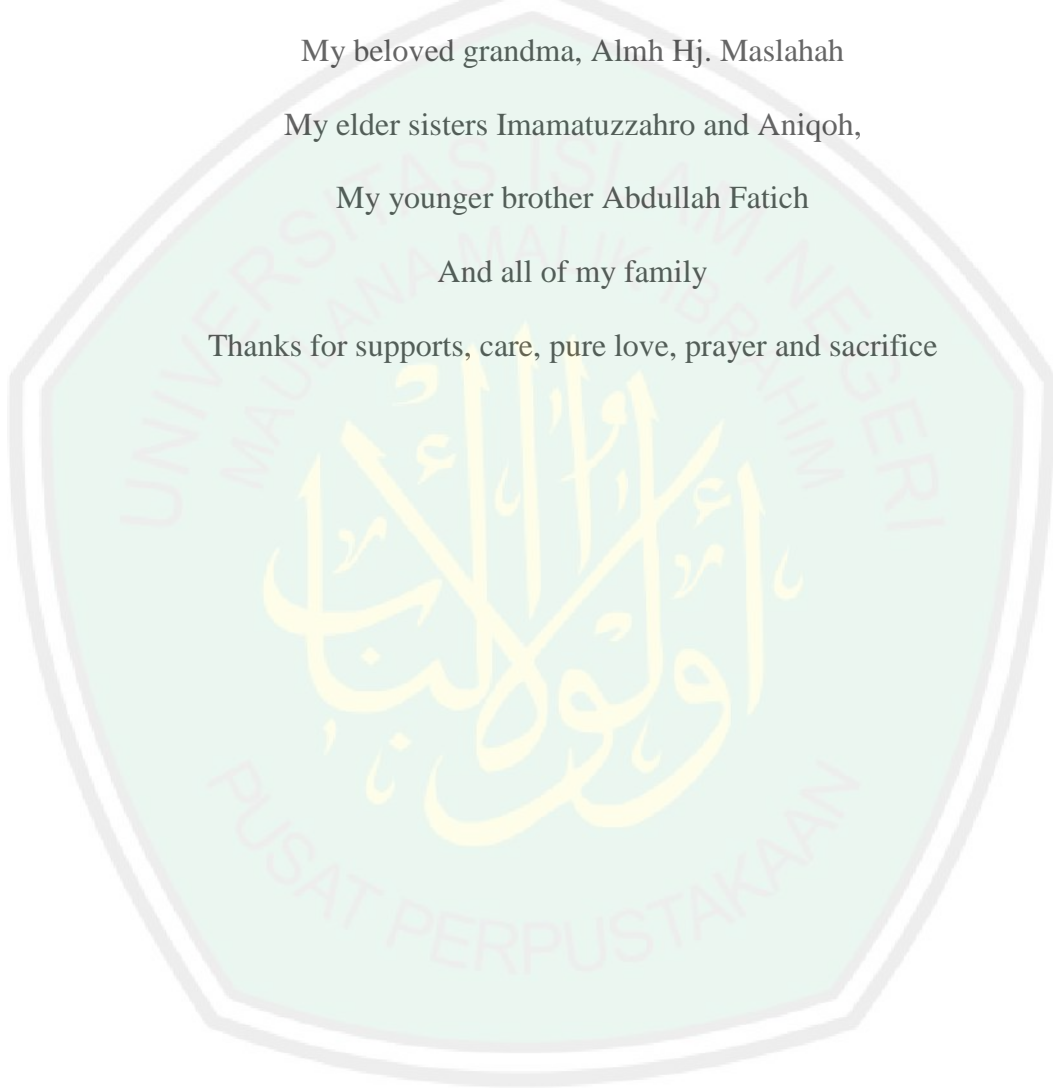 My beloved grandma, Almh Hj. Maslahah
My elder sisters Imamatuzzahro and Aniqoh,
My younger brother Abdullah Fatich
And all of my family
Thanks for supports, care, pure love, prayer and sacrifice
UNIVERSITAS ISLAM NEGERI
MAULANA MALIK IBRAHIM
أولوا الألباب
PUSAT PERPUSTAKAAN